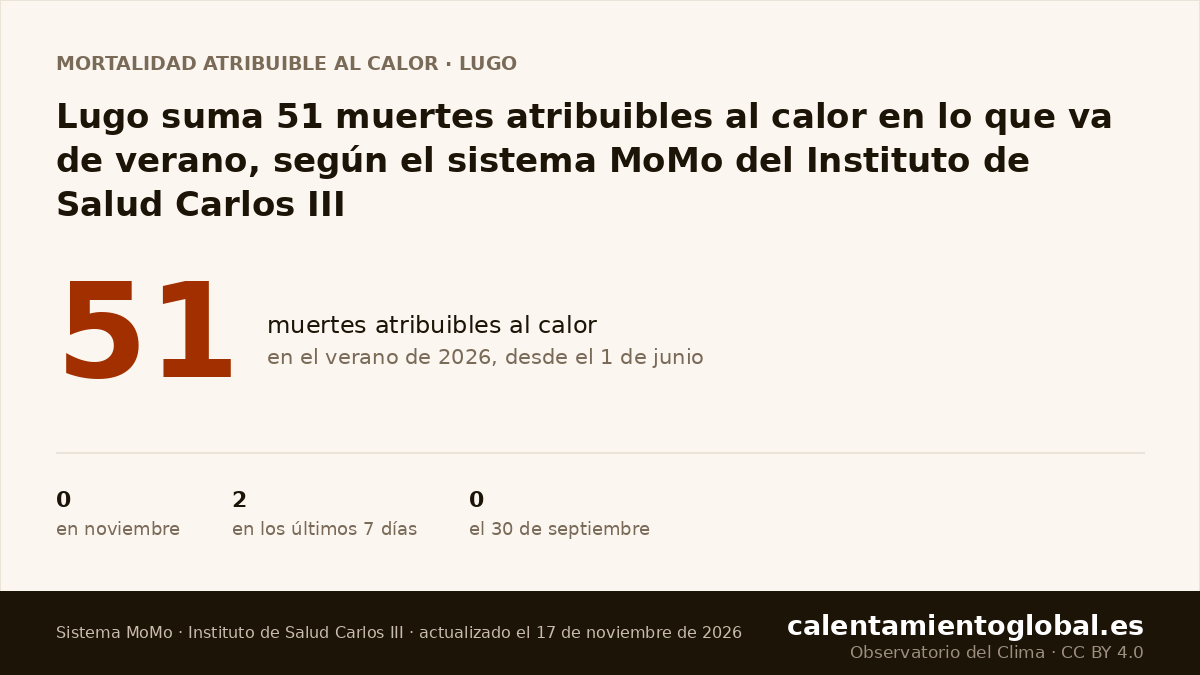 MORTALIDAD ATRIBUIBLE AL CALOR · LUGO
Lugo suma 51 muertes atribuibles al calor en lo que va
de verano, según el sistema MoMo del Instituto de
Salud Carlos III
51
muertes atribuibles al calor
en el verano de 2026, desde el 1 de junio
0
en noviembre
2
en los últimos 7 días
0
el 30 de septiembre
Sistema MoMo · Instituto de Salud Carlos III · actualizado el 17 de noviembre de 2026
calentamientoglobal.es
Observatorio del Clima · CC BY 4.0